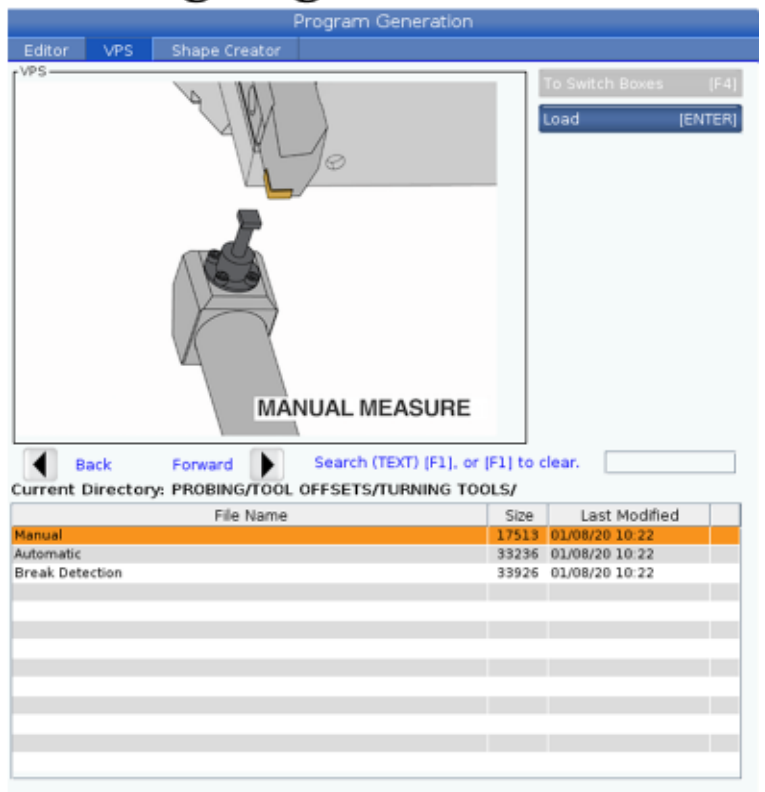 Program Generation
Editor VPS Shape Creator
VPS
To Switch Boxes [F4]
Load [ENTER]
MANUAL MEASURE
Back Forward Search (TEXT) [F1], or [F1] to clear.
Current Directory: PROBING/TOOL OFFSETS/TURNING TOOLS/
File Name Size Last Modified
Manual 17513 01/08/20 10:22
Automatic 33236 01/08/20 10:22
Break Detection 33926 01/08/20 10:22